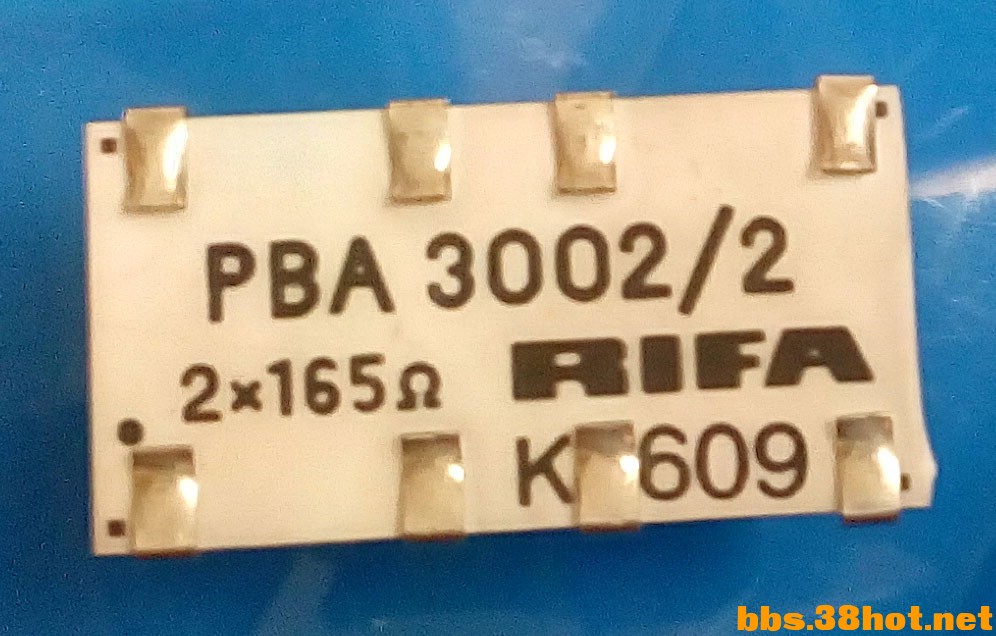 PBA 3002/2
2×165Ω RIFA
K 609
bbs.38hot.net